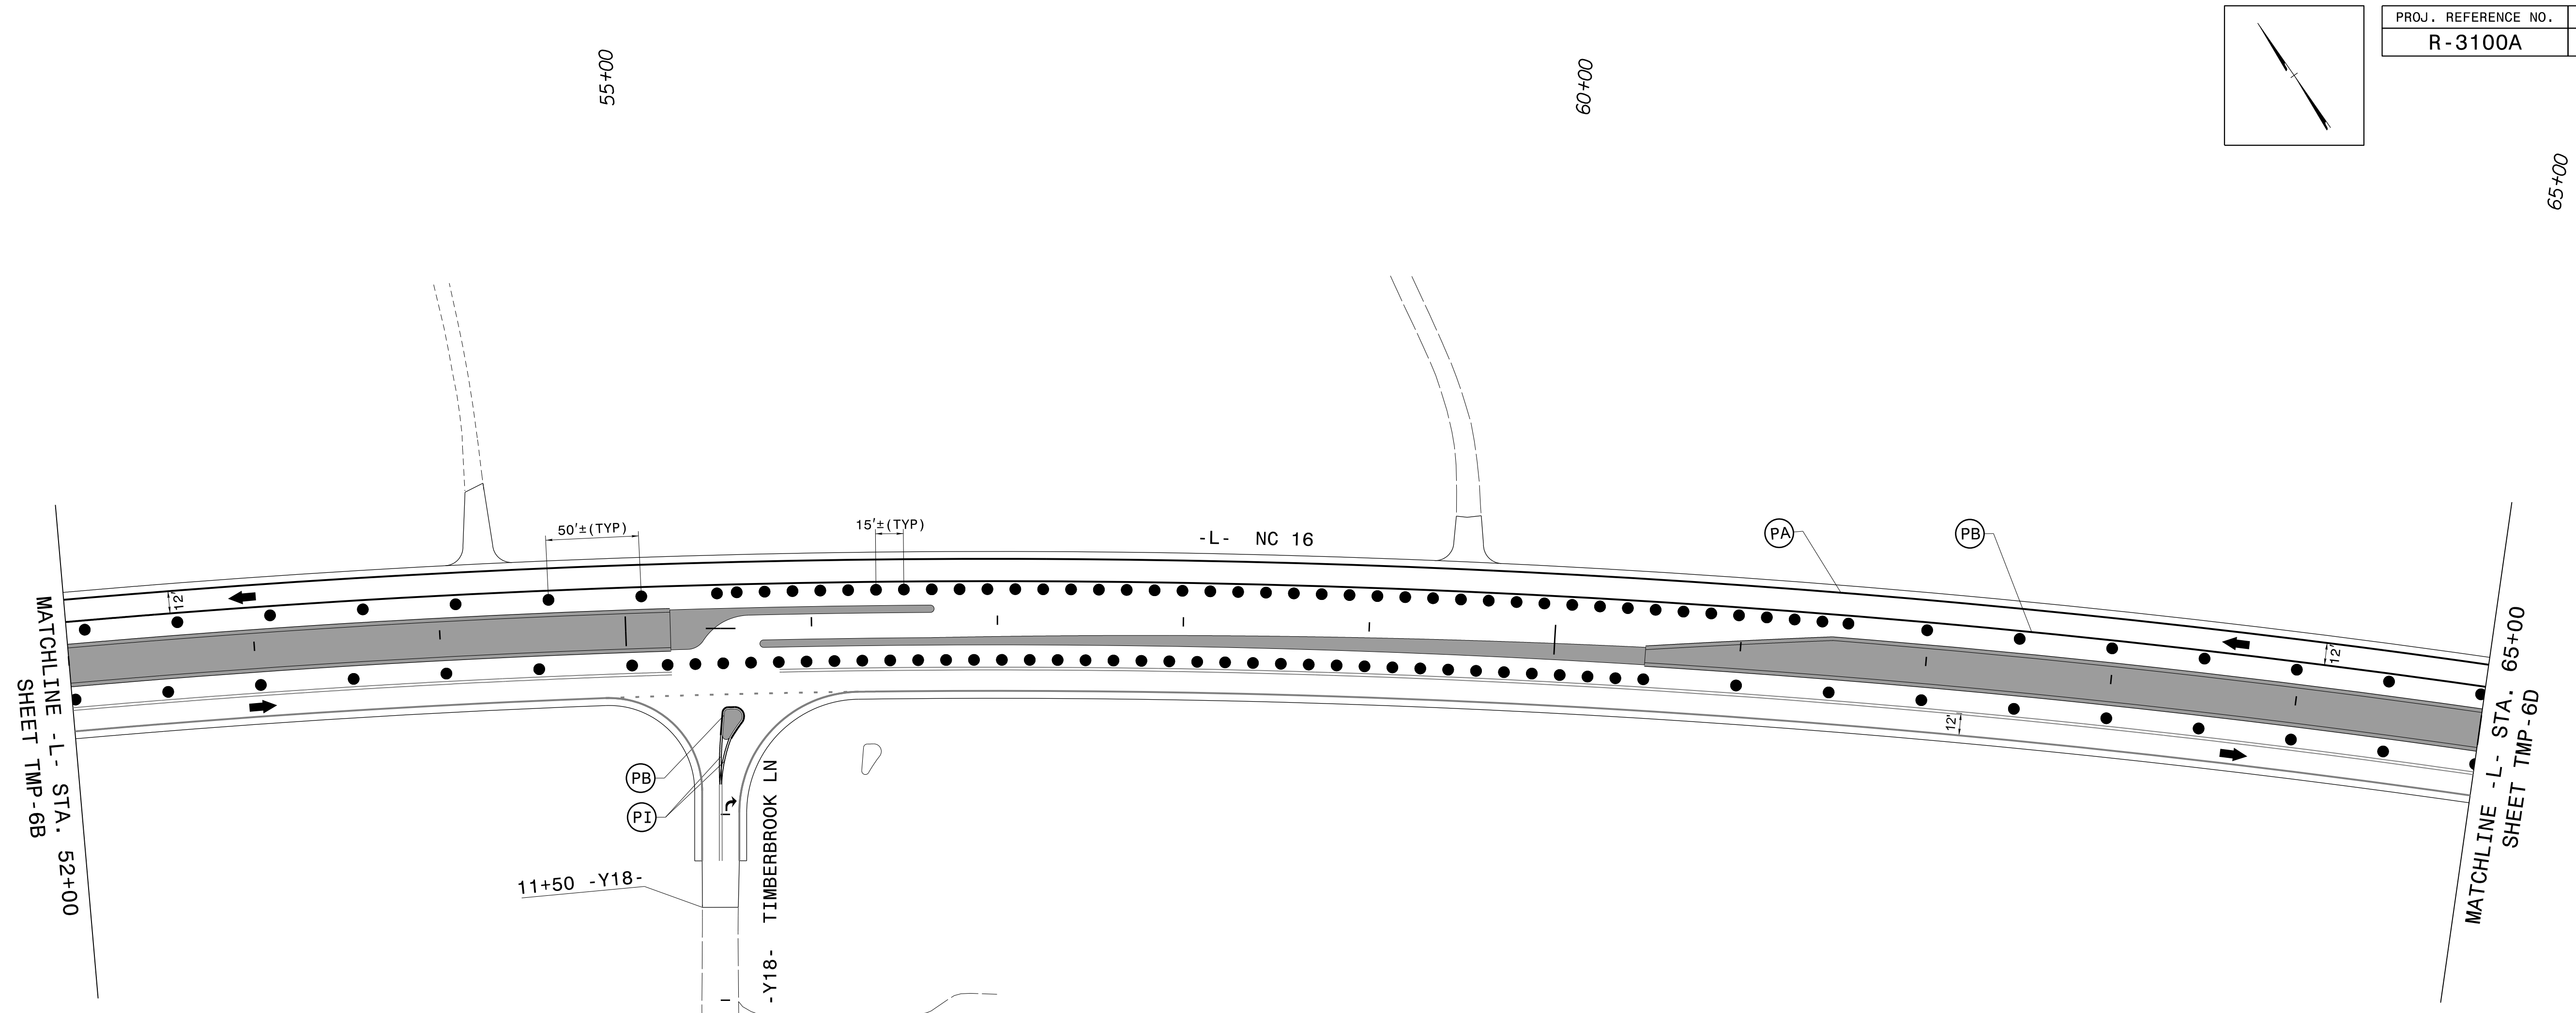 PROJ. REFERENCE NO.
R-3100A
55+00
60+00
65+00
50'±(TYP)
15'±(TYP)
-L- NC 16
PA
PB
12'
12'
12'
MATCHLINE -L- STA. 52+00
SHEET TMP-6B
MATCHLINE -L- STA. 65+00
SHEET TMP-6D
PB
PI
11+50 -Y18-
-Y18- TIMBERBROOK LN